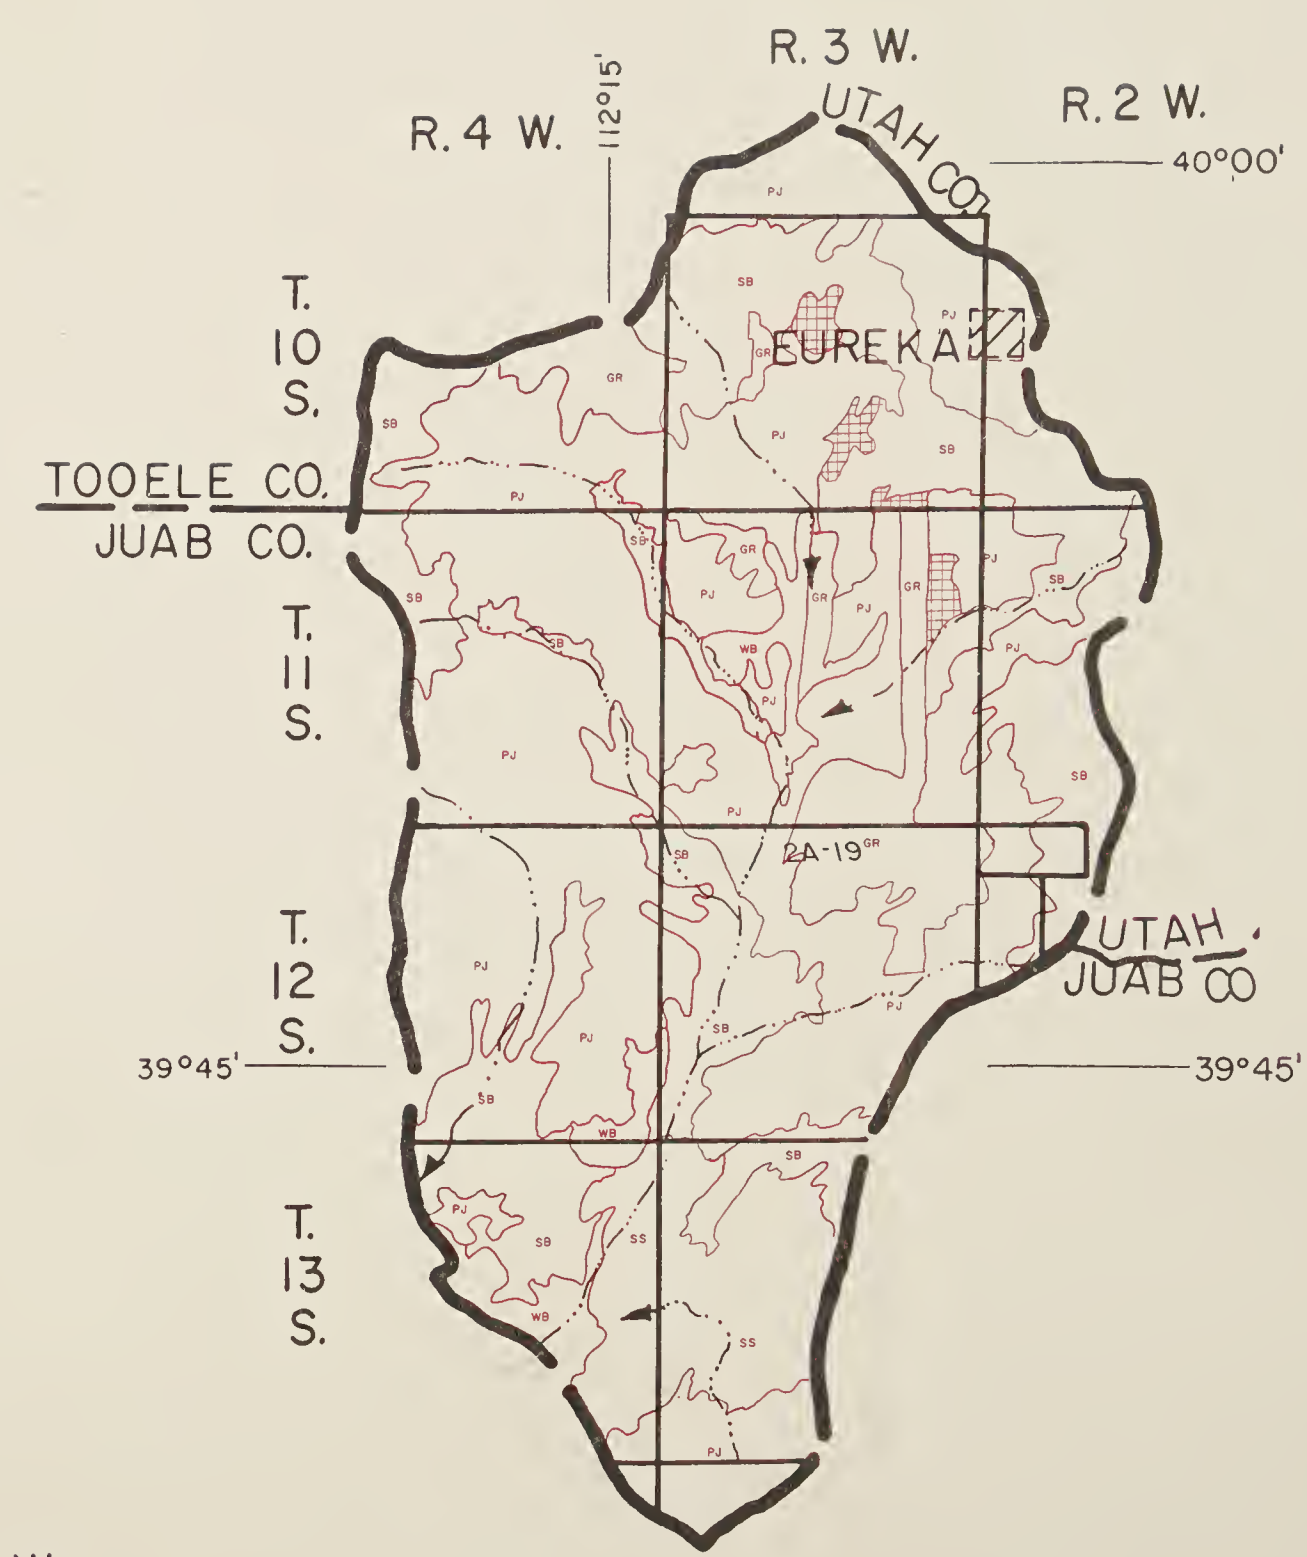 R. 3 W.
R. 4 W.
112°15'
UTAH CO.
R. 2 W.
40°00'
PJ
T.
10
S.
SB
PJ
EUREKA
GR
GR
SB
PJ
SB
TOOELE CO.
PJ
JUAB CO.
SB
GR
PJ
SB
T.
11
S.
SB
PJ
GR
PJ
GR
SB
WB
PJ
PJ
PJ
SB
PJ
2A-19 GR
SB
T.
12
S.
UTAH
JUAB CO
PJ
PJ
SB
PJ
39°45'
39°45'
SB
WB
SB
T.
13
S.
PJ
SB
SS
WB
SS
PJ